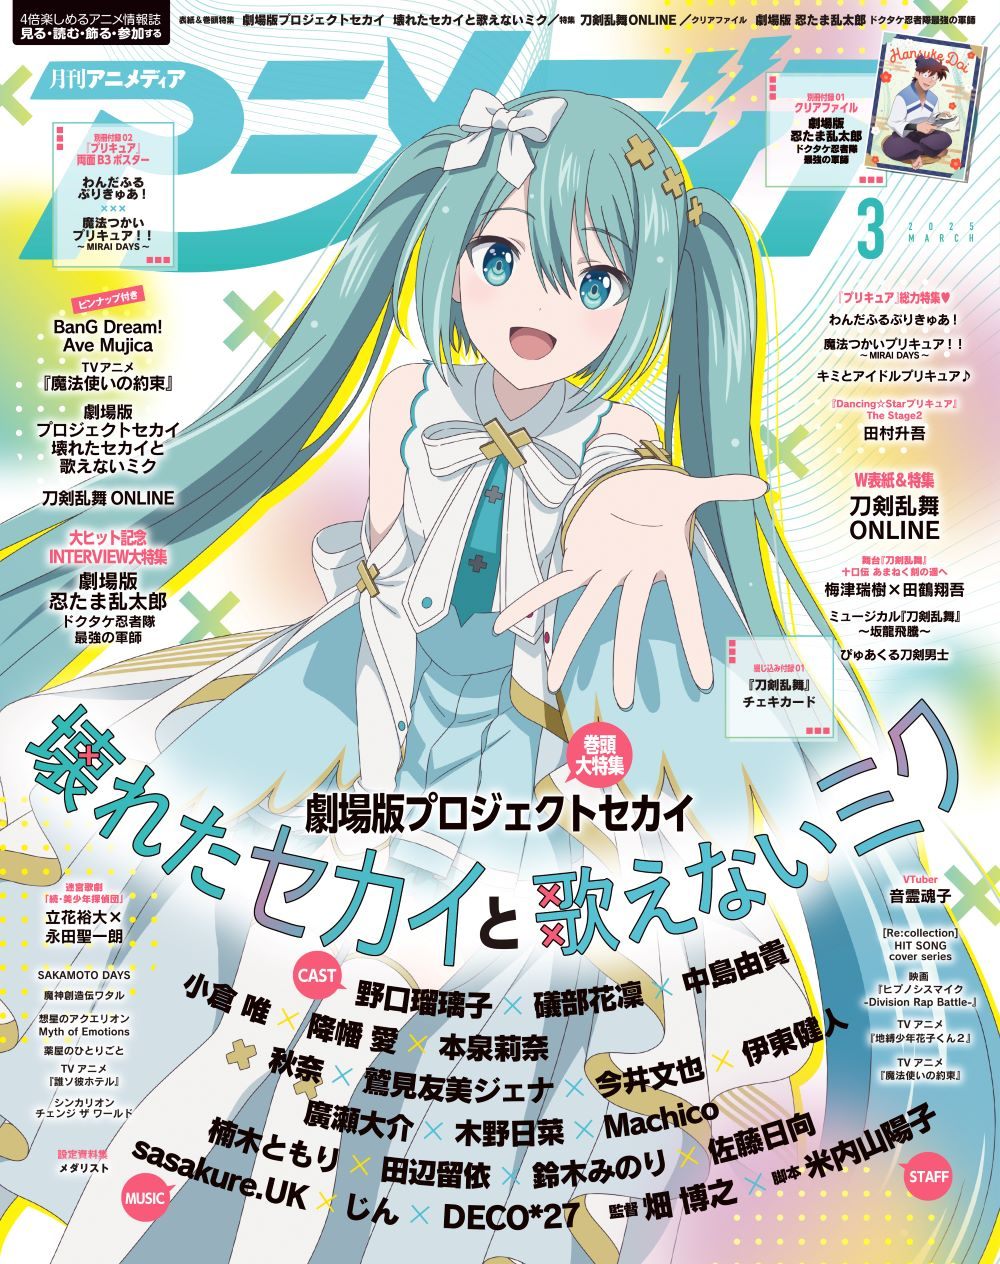 4倍楽しめるアニメ情報誌
見る・読む・飾る・参加する
表紙&巻頭特集 劇場版プロジェクトセカイ 壊れたセカイと歌えないミク/特集 刀剣乱舞ONLINE/クリアファイル 劇場版 忍たま乱太郎 ドクタケ忍者隊最強の軍師
月刊アニメディア
アニメディア
別冊付録02
『プリキュア』
両面B3ポスター
わんだふる
ぷりきゅあ!
×××
魔法つかい
プリキュア!!
~MIRAI DAYS~
別冊付録01
クリアファイル
劇場版
忍たま乱太郎
ドクタケ忍者隊
最強の軍師
Hansuke Doi
3
2025
MARCH
ピンナップ付き
BanG Dream!
Ave Mujica
TVアニメ
『魔法使いの約束』
劇場版
プロジェクトセカイ
壊れたセカイと
歌えないミク
刀剣乱舞 ONLINE
大ヒット記念
INTERVIEW大特集
劇場版
忍たま乱太郎
ドクタケ忍者隊
最強の軍師
『プリキュア』総力特集♥
わんだふるぷりきゅあ!
魔法つかいプリキュア!!
~MIRAI DAYS~
キミとアイドルプリキュア♪
『Dancing☆Starプリキュア』
The Stage2
田村升吾
W表紙&特集
刀剣乱舞
ONLINE
舞台『刀剣乱舞』
十口伝 あまねく刻の遥へ
梅津瑞樹×田鶴翔吾
ミュージカル『刀剣乱舞』
~坂龍飛騰~
ぴゅあくる刀剣男士
綴じ込み付録01
『刀剣乱舞』
チェキカード
巻頭
大特集
劇場版プロジェクトセカイ
壊れたセカイと歌えないミク
迷宮歌劇
「続・美少年探偵団」
立花裕大×
永田聖一朗
SAKAMOTO DAYS
魔神創造伝ワタル
想星のアクエリオン
Myth of Emotions
薬屋のひとりごと
TVアニメ
『誰ソ彼ホテル』
シンカリオン
チェンジ ザ ワールド
設定資料集
メダリスト
VTuber
音霊魂子
[Re:collection]
HIT SONG
cover series
映画
『ヒプノシスマイク
-Division Rap Battle-』
TVアニメ
『地縛少年花子くん2』
TVアニメ
『魔法使いの約束』
CAST
小倉 唯 × 野口瑠璃子 × 礒部花凜 × 中島由貴
降幡 愛 × 本泉莉奈
秋奈 × 鷲見友美ジェナ × 今井文也 × 伊東健人
廣瀬大介 × 木野日菜 × Machico
楠木ともり × 田辺留依 × 鈴木みのり × 佐藤日向
MUSIC
sasakure.UK × じん × DECO*27
監督 畑 博之 × 脚本 米内山陽子
STAFF